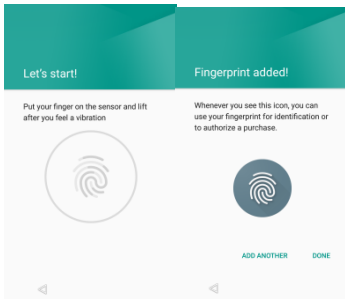 Let's start!
Put your finger on the sensor and lift
after you feel a vibration
Fingerprint added!
Whenever you see this icon, you can
use your fingerprint for identification or
to authorize a purchase.
ADD ANOTHER DONE